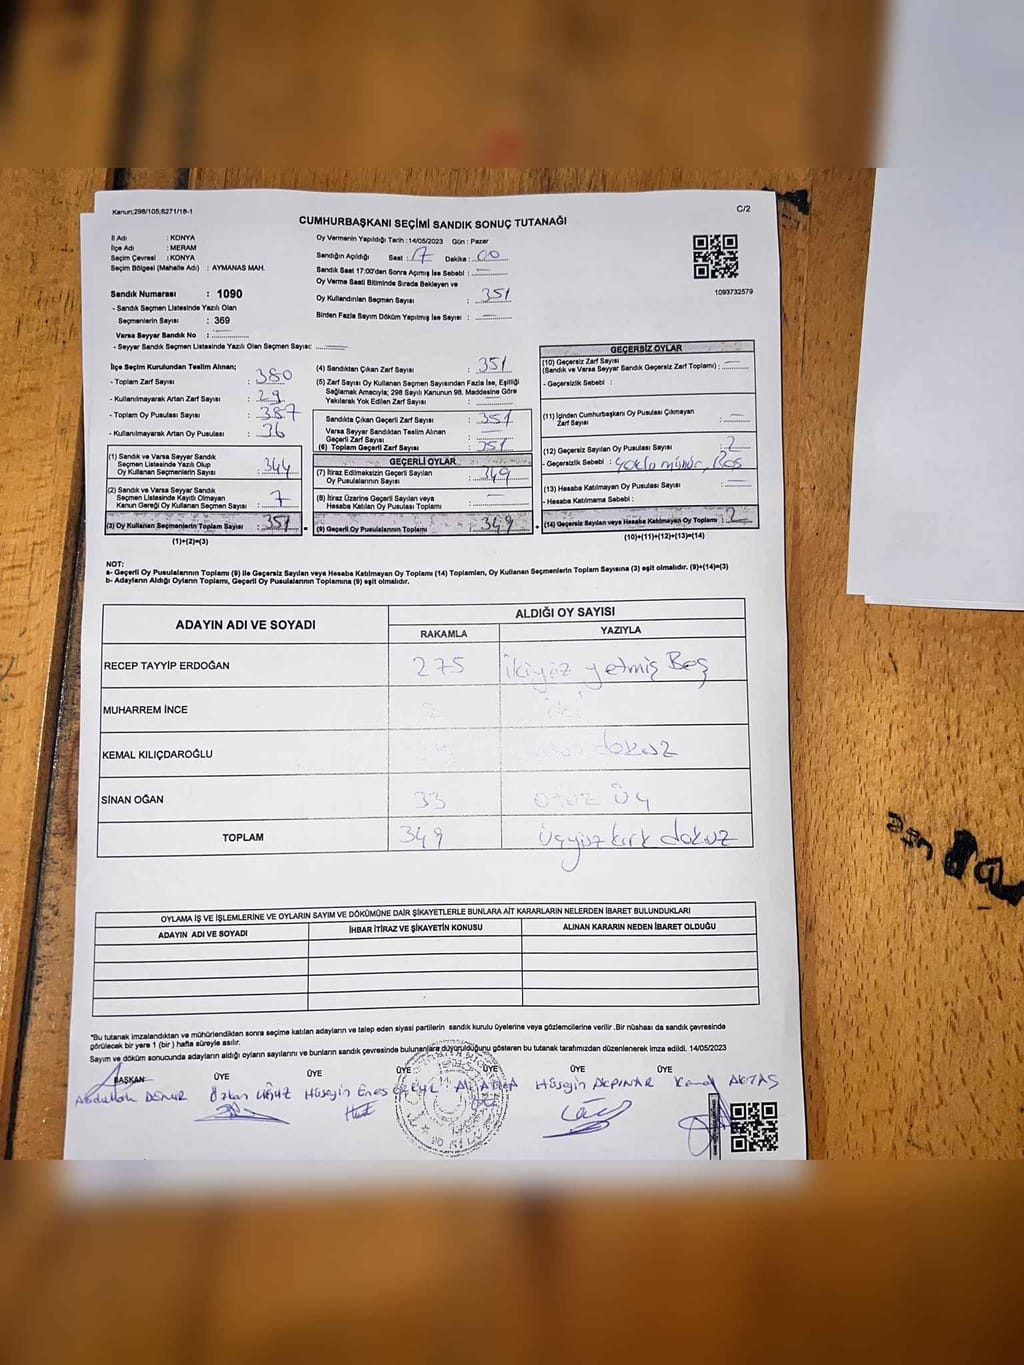 Kanun;298/105;6271/18-1
C/2
CUMHURBAŞKANI SEÇİMİ SANDIK SONUÇ TUTANAĞI
İl Adı : KONYA
İlçe Adı : MERAM
Seçim Çevresi : KONYA
Seçim Bölgesi (Mahalle Adı) : AYMANAS MAH.
Sandık Numarası : 1090
- Sandık Seçmen Listesinde Yazılı Olan
Seçmenlerin Sayısı : 369
Varsa Seyyar Sandık No :
- Seyyar Sandık Seçmen Listesinde Yazılı Olan Seçmen Sayısı:
Oy Vermenin Yapıldığı Tarih : 14/05/2023 Gün : Pazar
Sandığın Açıldığı Saat : 17 Dakika : 00
Sandık Saat 17:00'den Sonra Açımış İse Sebebi : —
Oy Verme Saati Bitiminde Sırada Bekleyen ve
Oy Kullandırılan Seçmen Sayısı : 351
Birden Fazla Sayım Döküm Yapılmış İse Sayısı : —
1093732579
İlçe Seçim Kurulundan Teslim Alınan;
- Toplam Zarf Sayısı : 380
- Kullanılmayarak Artan Zarf Sayısı : 29
- Toplam Oy Pusulası Sayısı : 387
- Kullanılmayarak Artan Oy Pusulası : 36
(1) Sandık ve Varsa Seyyar Sandık
Seçmen Listesinde Yazılı Olup
Oy Kullanan Seçmenlerin Sayısı : 344
(2) Sandık ve Varsa Seyyar Sandık
Seçmen Listesinde Kayıtlı Olmayan
Kanun Gereği Oy Kullanan Seçmen Sayısı : 7
(3) Oy Kullanan Seçmenlerin Toplam Sayısı : 351
(1)+(2)=(3)
(4) Sandıktan Çıkan Zarf Sayısı : 351
(5) Zarf Sayısı Oy Kullanan Seçmen Sayısından Fazla İse, Eşitliği
Sağlamak Amacıyla; 298 Sayılı Kanunun 98. Maddesine Göre
Yakılarak Yok Edilen Zarf Sayısı : —
Sandıkta Çıkan Geçerli Zarf Sayısı : 351
Varsa Seyyar Sandıktan Teslim Alınan
Geçerli Zarf Sayısı : —
(6) Toplam Geçerli Zarf Sayısı : 351
GEÇERLİ OYLAR
(7) İtiraz Edilmeksizin Geçerli Sayılan
Oy Pusulasının Sayısı : 349
(8) İtiraz Üzerine Geçerli Sayılan veya
Hesaba Katılan Oy Pusulası Toplamı : —
(9) Geçerli Oy Pusulalarının Toplamı : 349
GEÇERSİZ OYLAR
(10) Geçersiz Zarf Sayısı
(Sandık ve Varsa Seyyar Sandık Geçersiz Zarf Toplamı) : —
- Geçersizlik Sebebi :
(11) İçinden Cumhurbaşkanı Oy Pusulası Çıkmayan
Zarf Sayısı : —
(12) Geçersiz Sayılan Oy Pusulası Sayısı : 2
- Geçersizlik Sebebi :
(13) Hesaba Katılmayan Oy Pusulası Sayısı : —
- Hesaba Katılmama Sebebi :
(14) Geçersiz Sayılan veya Hesaba Katılmayan Oy Toplamı : 2
(10)+(11)+(12)+(13)=(14)
NOT:
a- Geçerli Oy Pusulaları Toplamı (9) ile Geçersiz Sayılan veya Hesaba Katılmayan Oy Toplamı (14) Toplamları, Oy Kullanan Seçmenlerin Toplam Sayısına (3) eşit olmalıdır. (9)+(14)=(3)
b- Adayların Aldığı Oyların Toplamı, Geçerli Oy Pusulalarının Toplamına (9) eşit olmalıdır.
ADAYIN ADI VE SOYADI
ALDIĞI OY SAYISI
RAKAMLA YAZIYLA
RECEP TAYYİP ERDOĞAN 275 ikiyüz yetmiş Beş
MUHARREM İNCE 2 iki
KEMAL KILIÇDAROĞLU dokuz
SİNAN OĞAN 33 otuz üç
TOPLAM 349 üçyüz kırk dokuz
OYLAMA İŞ VE İŞLEMLERİNE VE OYLARIN SAYIM VE DÖKÜMÜNE DAİR ŞİKAYETLERLE BUNLARA AİT KARARLARIN NELERDEN İBARET BULUNDUKLARI
ADAYIN ADI VE SOYADI İHBAR İTİRAZ VE ŞİKAYETİN KONUSU ALINAN KARARIN NEDEN İBARET OLDUĞU
*Bu tutanak imzalandıktan ve mühürlendikten sonra seçime katılan adayların ve talep eden siyasi partilerin sandık kurulu üyelerine veya gözlemcilerine verilir .Bir nüshası da sandık çevresinde
görülecek bir yere 1 (bir ) hafta süreyle asılır.
Sayım ve döküm sonucunda adayların aldığı oyların sayılarını ve bunların sandık çevresinde bulunanlara duyurulduğunu gösteren bu tutanak tarafımızdan düzenlenerek imza edildi. 14/05/2023
BAŞKAN ÜYE ÜYE ÜYE ÜYE ÜYE
Özkan Hüseyin Enes Hüseyin AKPINAR Kemal AKTAŞ